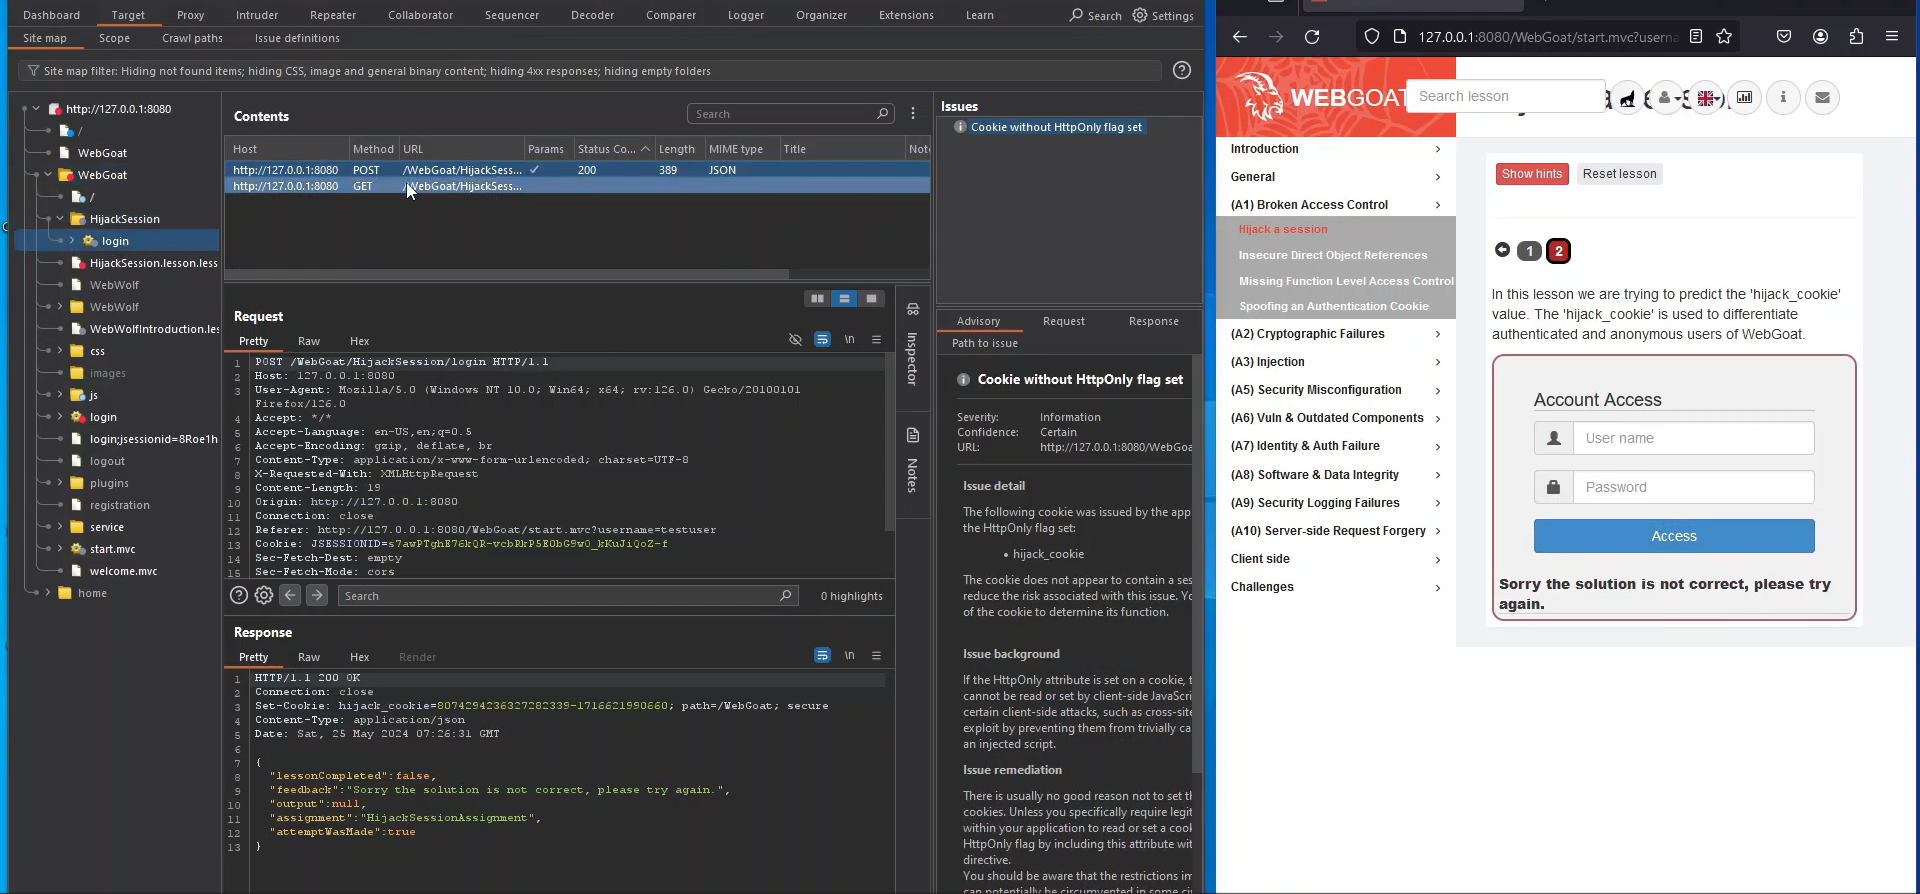 Dashboard Target Proxy Intruder Repeater Collaborator Sequencer Decoder Comparer Logger Organizer Extensions Learn Search Settings
Site map Scope Crawl paths Issue definitions
Site map filter: Hiding not found items; hiding CSS, image and general binary content; hiding 4xx responses; hiding empty folders
http://127.0.0.1:8080
/
WebGoat
WebGoat
/
HijackSession
login
HijackSession.lesson.less
WebWolf
WebWolf
WebWolfIntroduction.les
css
images
js
login
login;jsessionid=8Roe1h
logout
plugins
registration
service
start.mvc
welcome.mvc
home
Contents
Search
Host Method URL Params Status Co... Length MIME type Title Note
http://127.0.0.1:8080 POST /WebGoat/HijackSess... 200 389 JSON
http://127.0.0.1:8080 GET /WebGoat/HijackSess...
Request
Pretty Raw Hex
\n
1 POST /WebGoat/HijackSession/login HTTP/1.1
2 Host: 127.0.0.1:8080
3 User-Agent: Mozilla/5.0 (Windows NT 10.0; Win64; x64; rv:126.0) Gecko/20100101
Firefox/126.0
4 Accept: */*
5 Accept-Language: en-US,en;q=0.5
6 Accept-Encoding: gzip, deflate, br
7 Content-Type: application/x-www-form-urlencoded; charset=UTF-8
8 X-Requested-With: XMLHttpRequest
9 Content-Length: 19
10 Origin: http://127.0.0.1:8080
11 Connection: close
12 Referer: http://127.0.0.1:8080/WebGoat/start.mvc?username=testuser
13 Cookie: JSESSIONID=s7awPTghE76kQR-vcbRkP5EObG9w0_kKuJiQoZ-f
14 Sec-Fetch-Dest: empty
15 Sec-Fetch-Mode: cors
Search
0 highlights
Response
Pretty Raw Hex Render
\n
1 HTTP/1.1 200 OK
2 Connection: close
3 Set-Cookie: hijack_cookie=8074294236327282339-1716621990660; path=/WebGoat; secure
4 Content-Type: application/json
5 Date: Sat, 25 May 2024 07:26:31 GMT
6
7 {
8 "lessonCompleted":false,
9 "feedback":"Sorry the solution is not correct, please try again.",
10 "output":null,
11 "assignment":"HijackSessionAssignment",
12 "attemptWasMade":true
13 }
Inspector
Notes
Issues
Cookie without HttpOnly flag set
Advisory Request Response
Path to issue
Cookie without HttpOnly flag set
Severity: Information
Confidence: Certain
URL: http://127.0.0.1:8080/WebGoa
Issue detail
The following cookie was issued by the app
the HttpOnly flag set:
• hijack_cookie
The cookie does not appear to contain a ses
reduce the risk associated with this issue. Yo
of the cookie to determine its function.
Issue background
If the HttpOnly attribute is set on a cookie, t
cannot be read or set by client-side JavaScri
certain client-side attacks, such as cross-site
exploit by preventing them from trivially ca
an injected script.
Issue remediation
There is usually no good reason not to set th
cookies. Unless you specifically require legit
within your application to read or set a cook
HttpOnly flag by including this attribute wit
directive.
You should be aware that the restrictions im
can potentially be circumvented in some ci
127.0.0.1:8080/WebGoat/start.mvc?userna
WEBGOAT
Search lesson
Introduction
General
(A1) Broken Access Control
Hijack a session
Insecure Direct Object References
Missing Function Level Access Control
Spoofing an Authentication Cookie
(A2) Cryptographic Failures
(A3) Injection
(A5) Security Misconfiguration
(A6) Vuln & Outdated Components
(A7) Identity & Auth Failure
(A8) Software & Data Integrity
(A9) Security Logging Failures
(A10) Server-side Request Forgery
Client side
Challenges
Show hints Reset lesson
1 2
In this lesson we are trying to predict the 'hijack_cookie'
value. The 'hijack_cookie' is used to differentiate
authenticated and anonymous users of WebGoat.
Account Access
User name
Password
Access
Sorry the solution is not correct, please try
again.